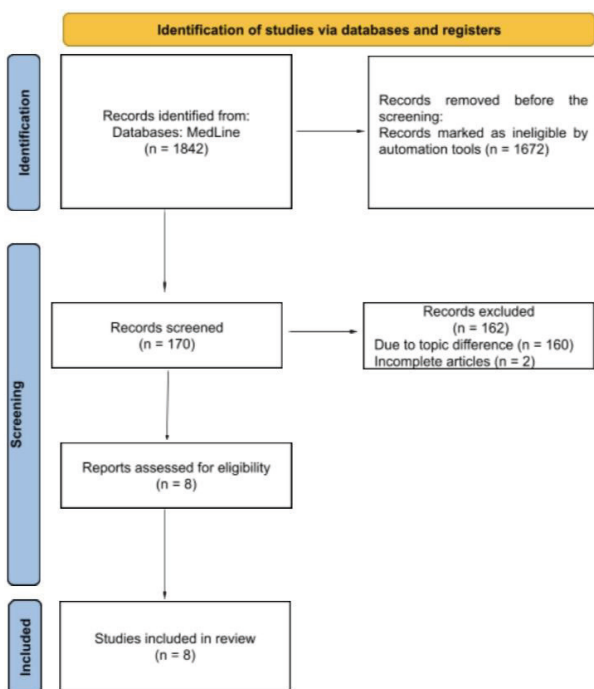 Identification of studies via databases and registers
Identification
Records identified from:
Databases: MedLine
(n = 1842)
Records removed before the
screening:
Records marked as ineligible by
automation tools (n = 1672)
Screening
Records screened
(n = 170)
Records excluded
(n = 162)
Due to topic difference (n = 160)
Incomplete articles (n = 2)
Reports assessed for eligibility
(n = 8)
Included
Studies included in review
(n = 8)